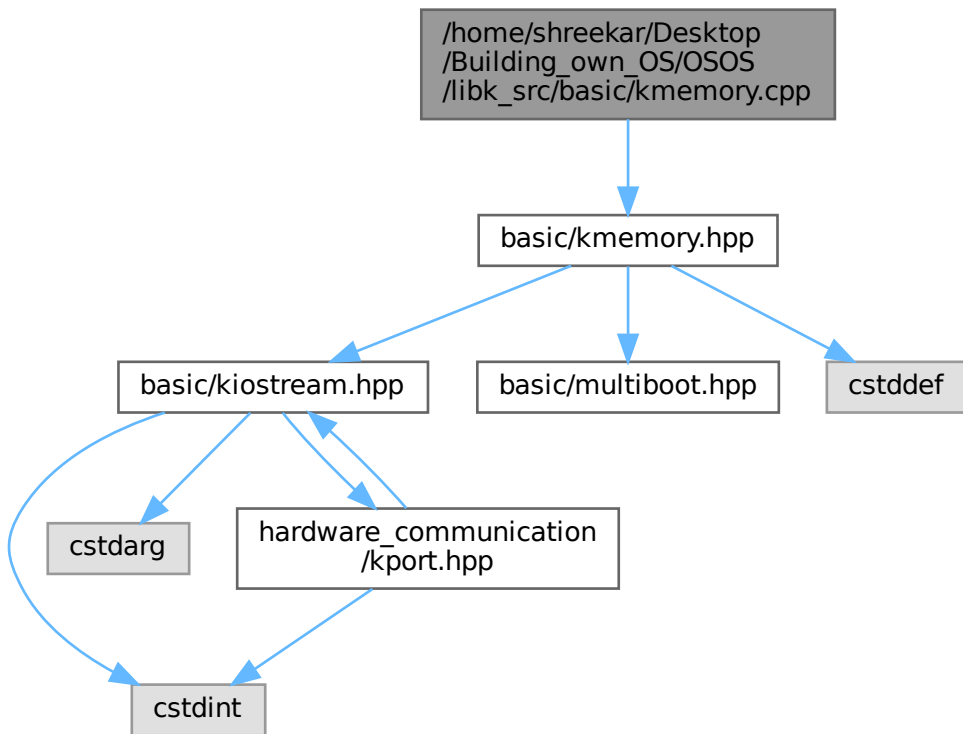 /home/shreekar/Desktop
/Building_own_OS/OSOS
/libk_src/basic/kmemory.cpp
basic/kmemory.hpp
basic/kiostream.hpp
basic/multiboot.hpp
cstddef
cstdarg
hardware_communication
/kport.hpp
cstdint